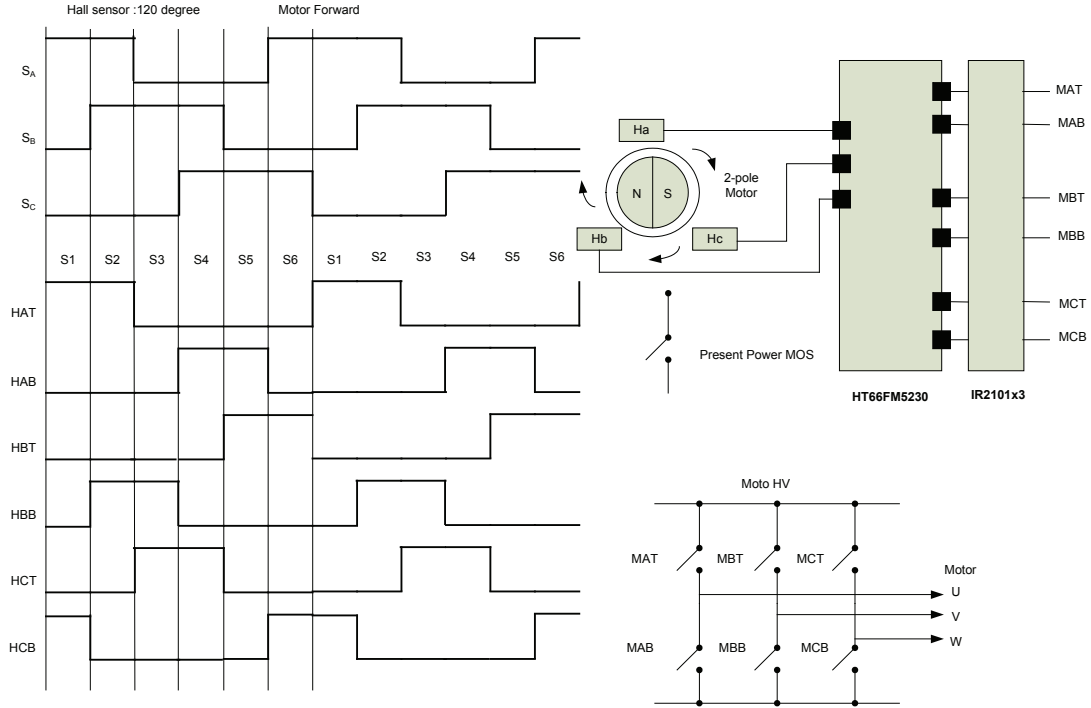 Hall sensor :120 degree
Motor Forward
SA
SB
SC
S1 S2 S3 S4 S5 S6 S1 S2 S3 S4 S5 S6
HAT
HAB
HBT
HBB
HCT
HCB
Ha
N S
2-pole
Motor
Hb
Hc
Present Power MOS
MAT
MAB
MBT
MBB
MCT
MCB
HT66FM5230
IR2101x3
Moto HV
MAT
MBT
MCT
Motor
U
V
W
MAB
MBB
MCB